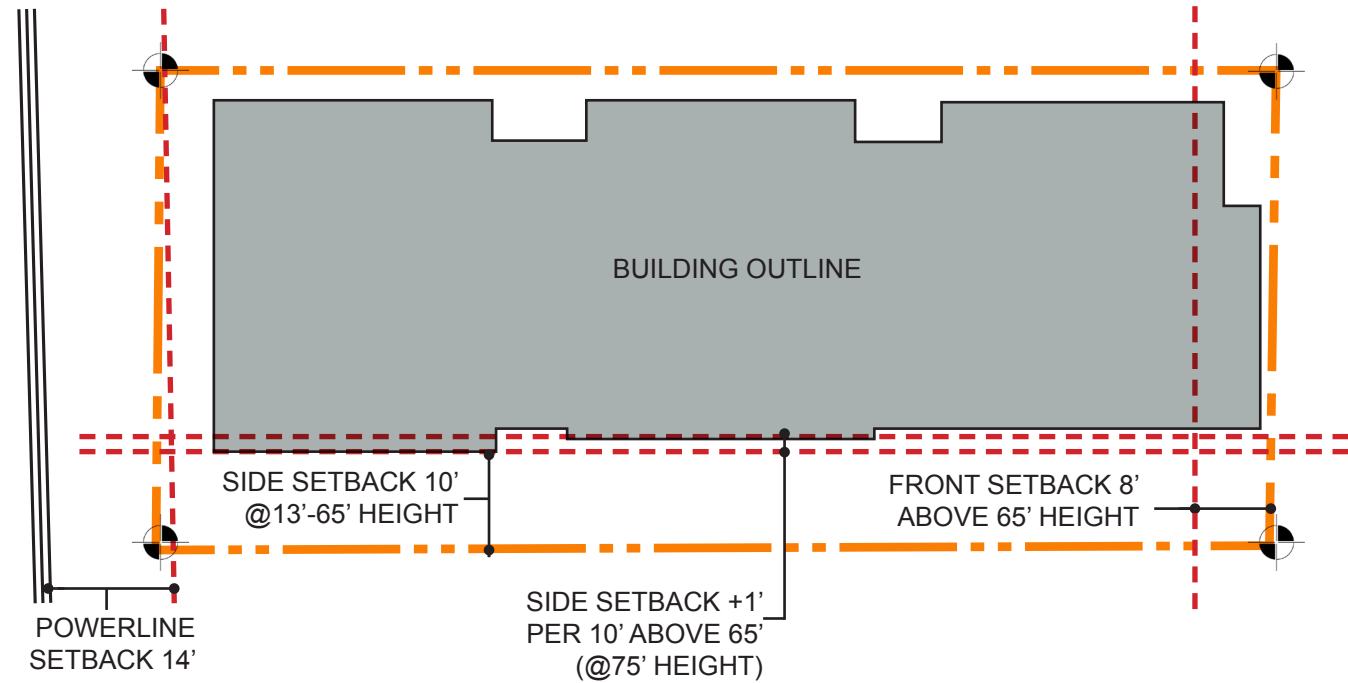 BUILDING OUTLINE
SIDE SETBACK 10’
@13’-65’ HEIGHT
FRONT SETBACK 8’
ABOVE 65’ HEIGHT
SIDE SETBACK +1’
PER 10’ ABOVE 65’
(@75’ HEIGHT)
POWERLINE
SETBACK 14’